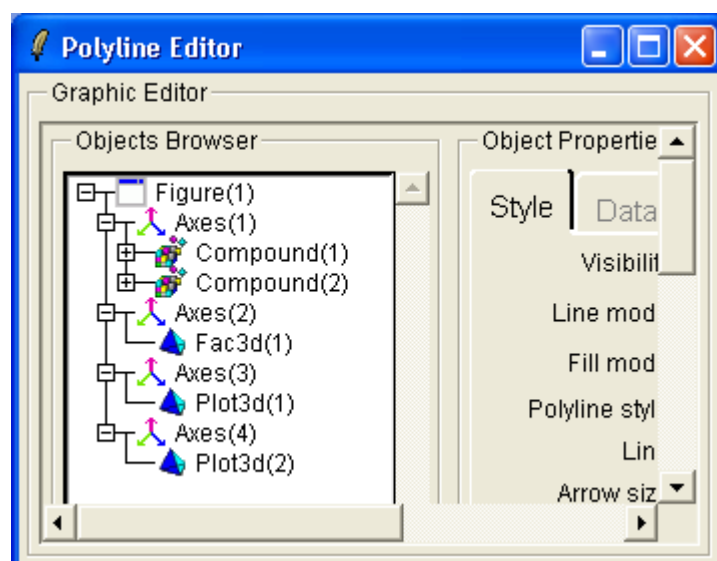 Polyline Editor
Graphic Editor
Objects Browser
Figure(1)
Axes(1)
Compound(1)
Compound(2)
Axes(2)
Fac3d(1)
Axes(3)
Plot3d(1)
Axes(4)
Plot3d(2)
Object Propertie
Style Data
Visibilit
Line mod
Fill mod
Polyline styl
Lin
Arrow siz